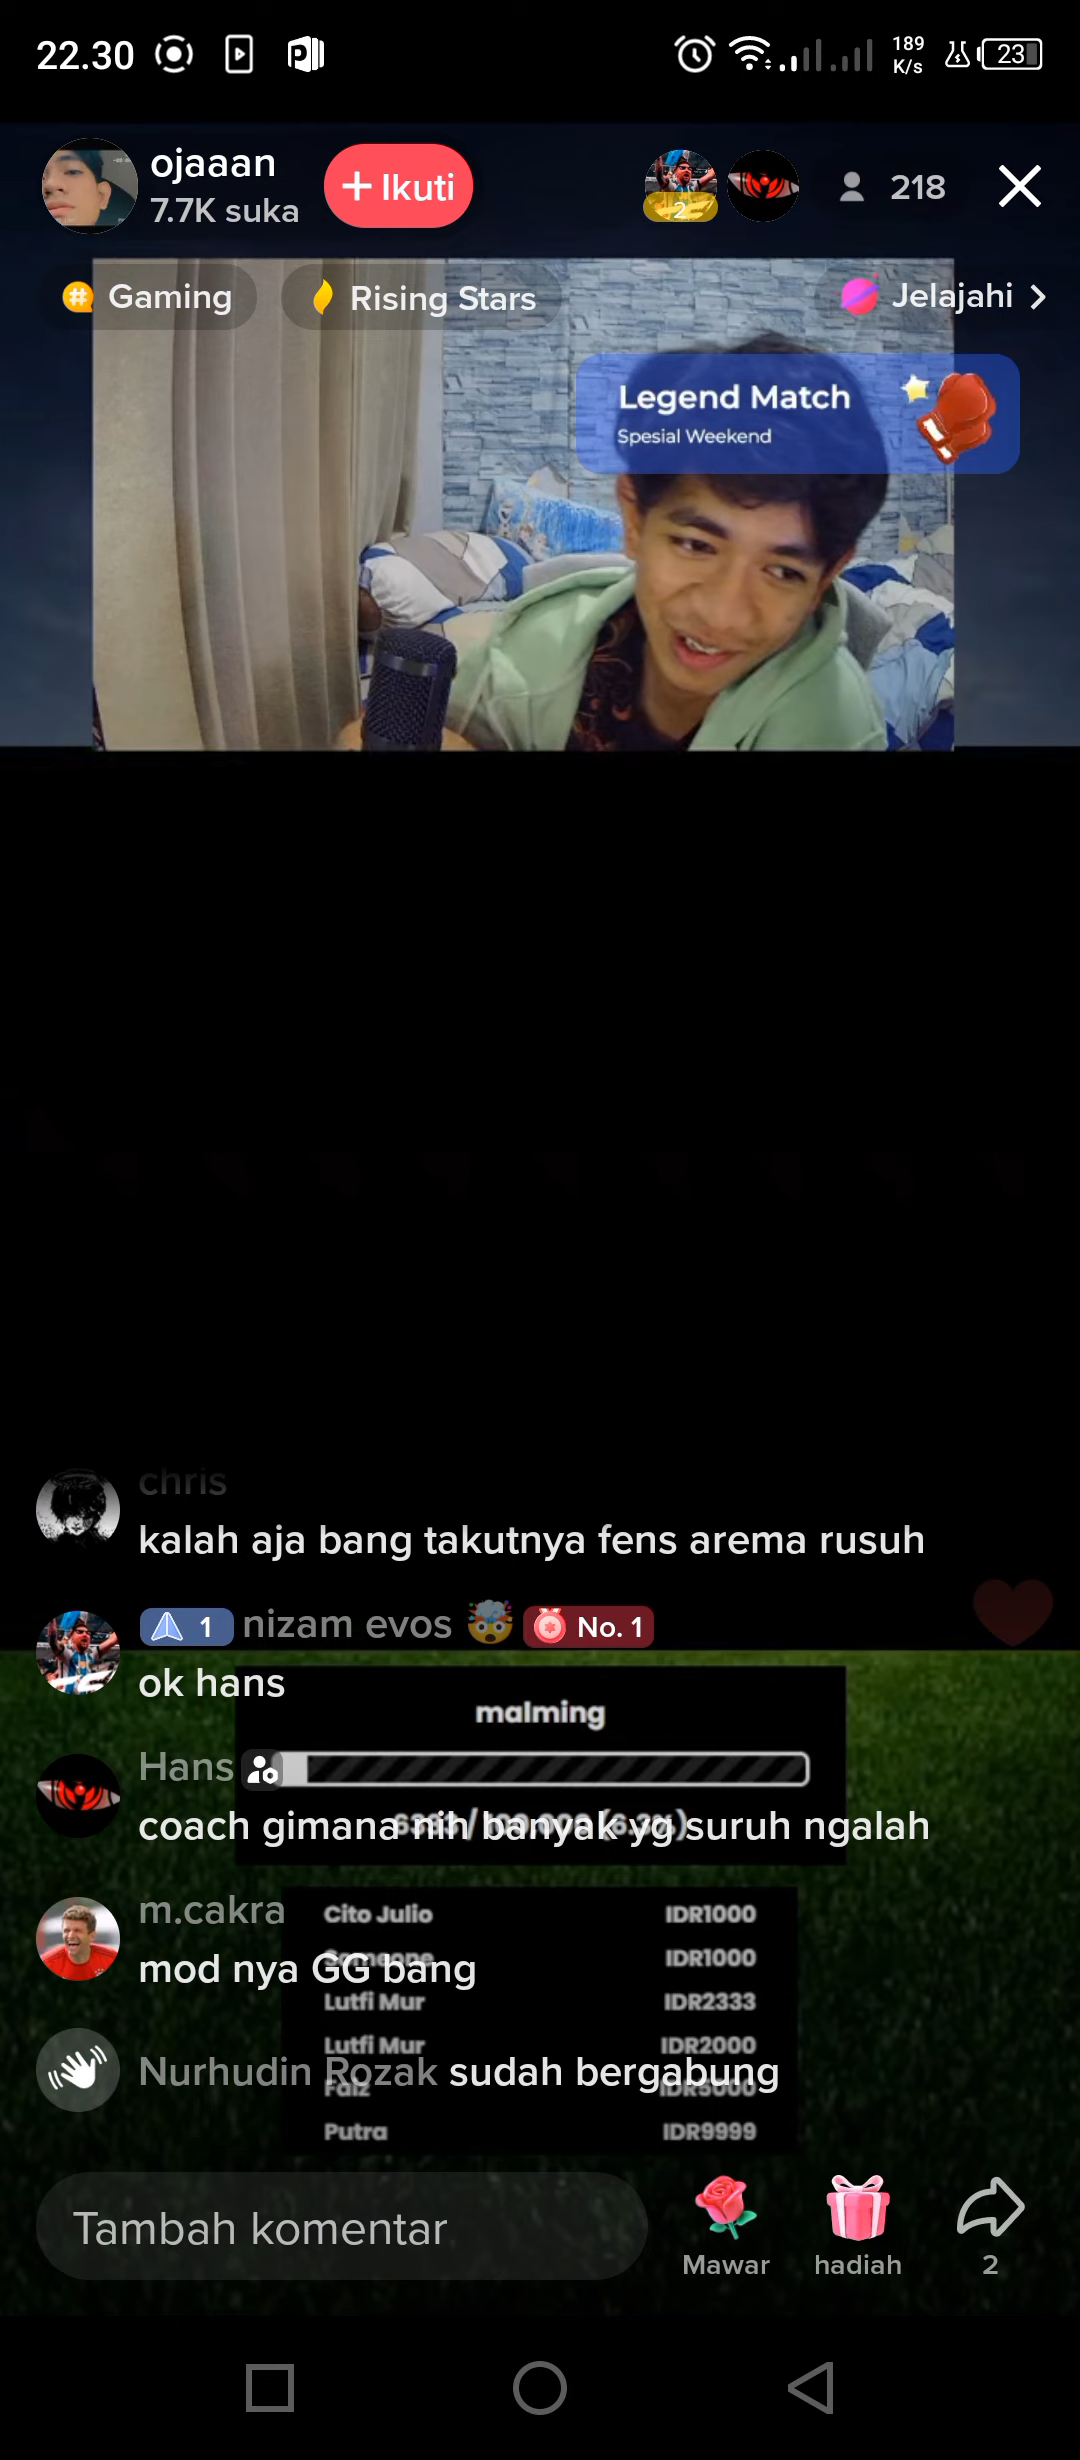 22.30
189
K/s
23
ojaaan
7.7K suka
+ Ikuti
2
218
Gaming
Rising Stars
Jelajahi
Legend Match
Spesial Weekend
chris
kalah aja bang takutnya fens arema rusuh
1 nizam evos 🤯 No. 1
ok hans
malming
Hans
coach gimana nih banyak yg suruh ngalah
m.cakra
mod nya GG bang
Cito Julio IDR1000
Someone IDR1000
Lutfi Mur IDR2333
Lutfi Mur IDR2000
Faiz IDR5000
Putra IDR9999
Nurhudin Rozak sudah bergabung
Tambah komentar
Mawar
hadiah
2